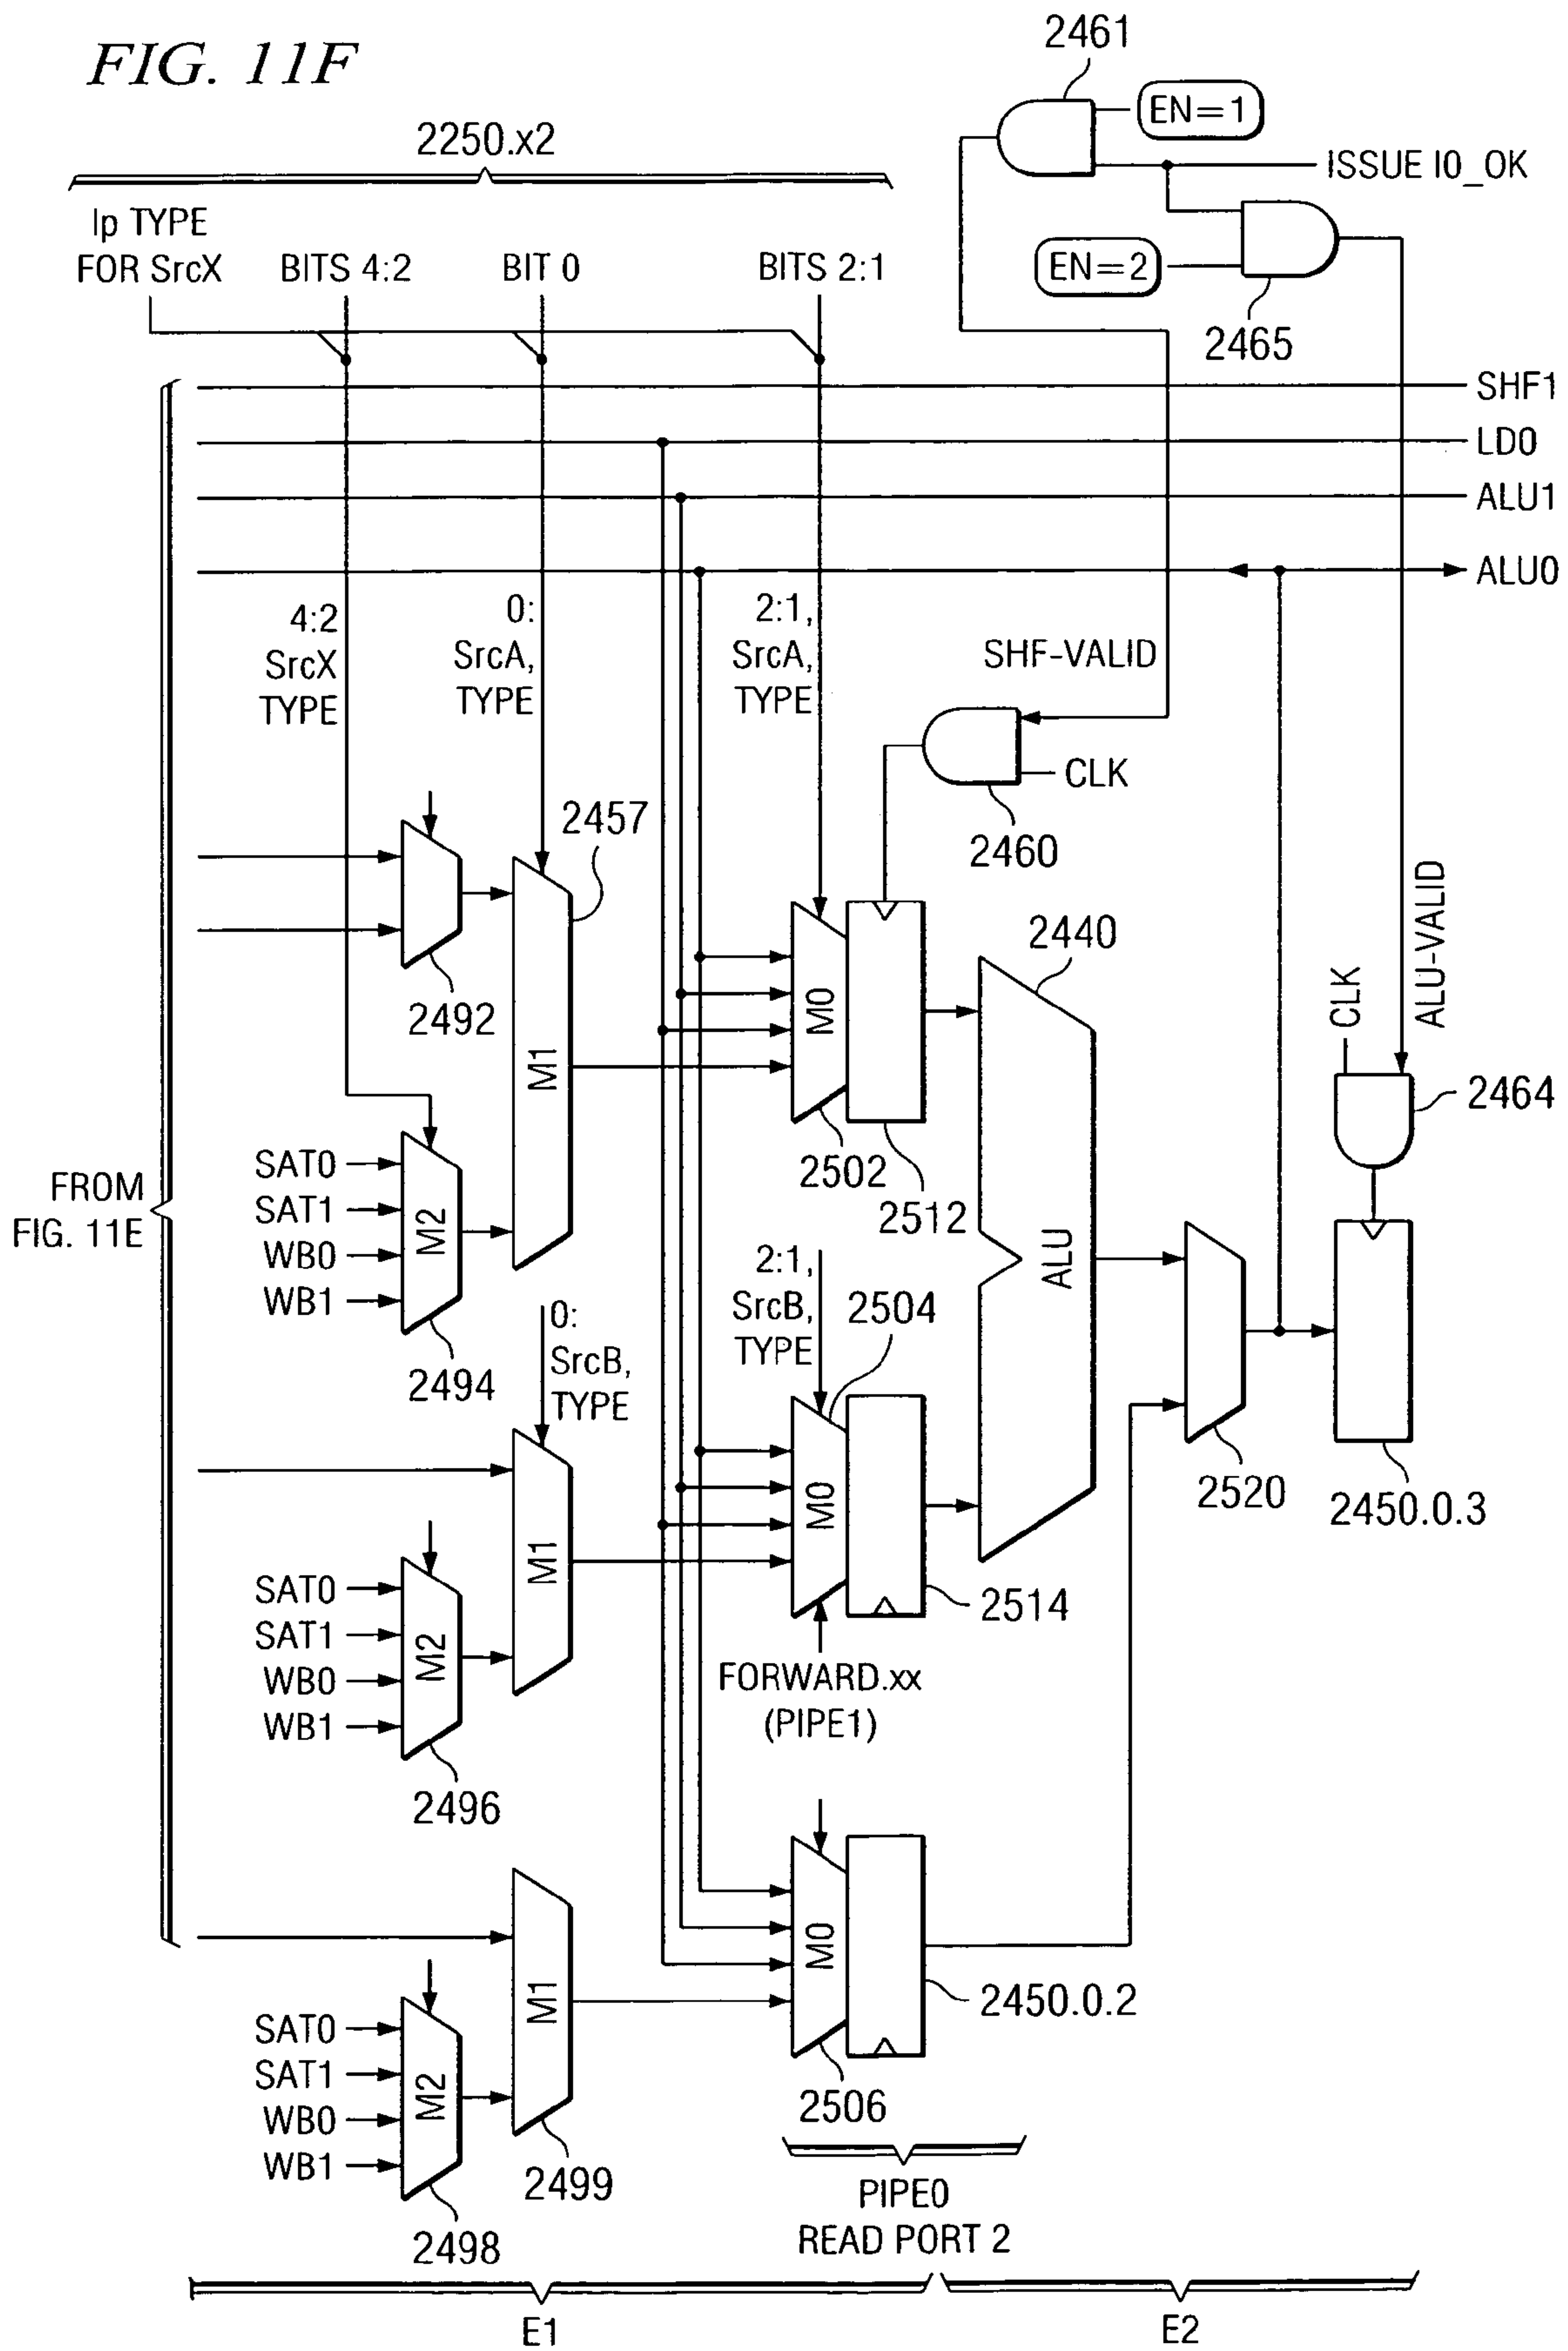 FIG. 11F
2461
EN=1
2250.x2
ISSUE I0_OK
Ip TYPE
FOR SrcX
BITS 4:2
BIT 0
BITS 2:1
EN=2
2465
SHF1
LD0
ALU1
ALU0
4:2
SrcX
TYPE
0:
SrcA,
TYPE
2:1,
SrcA,
TYPE
SHF-VALID
CLK
2460
2457
2492
M1
M0
2502
2512
2440
ALU
CLK
ALU-VALID
2464
FROM
FIG. 11E
SAT0
SAT1
WB0
WB1
M2
2494
0:
SrcB,
TYPE
2:1,
SrcB,
TYPE
2504
M0
2514
2520
2450.0.3
M1
SAT0
SAT1
WB0
WB1
M2
2496
FORWARD.xx
(PIPE1)
M0
2450.0.2
2506
M1
SAT0
SAT1
WB0
WB1
M2
2499
2498
PIPE0
READ PORT 2
E1
E2